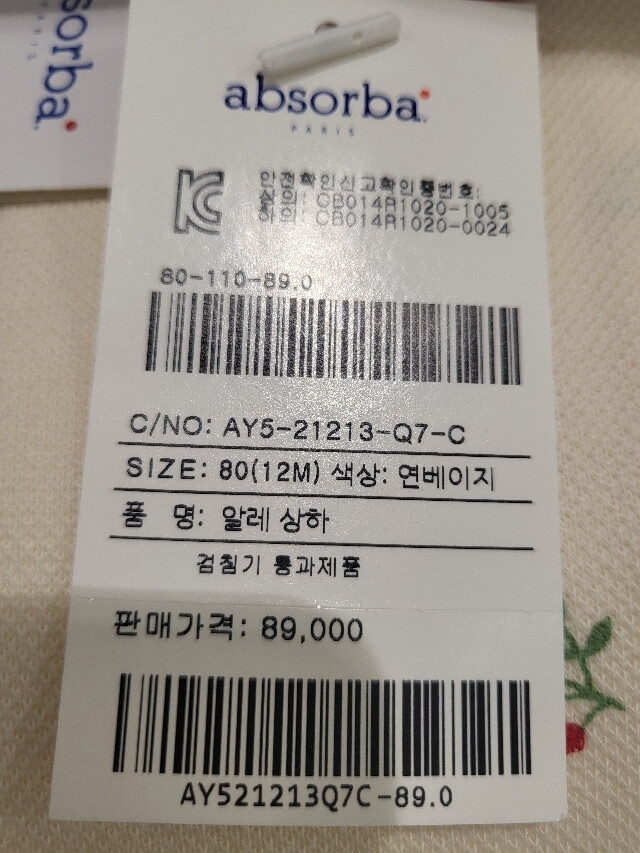 absorba
PARIS
absorba
PARIS
안전확인신고확인증번호:
상의: CB014R1020-1005
하의: CB014R1020-0024
80-110-89.0
C/NO: AY5-21213-Q7-C
SIZE: 80(12M) 색상: 연베이지
품 명: 알레 상하
검침기 통과제품
판매가격: 89,000
AY521213Q7C-89.0